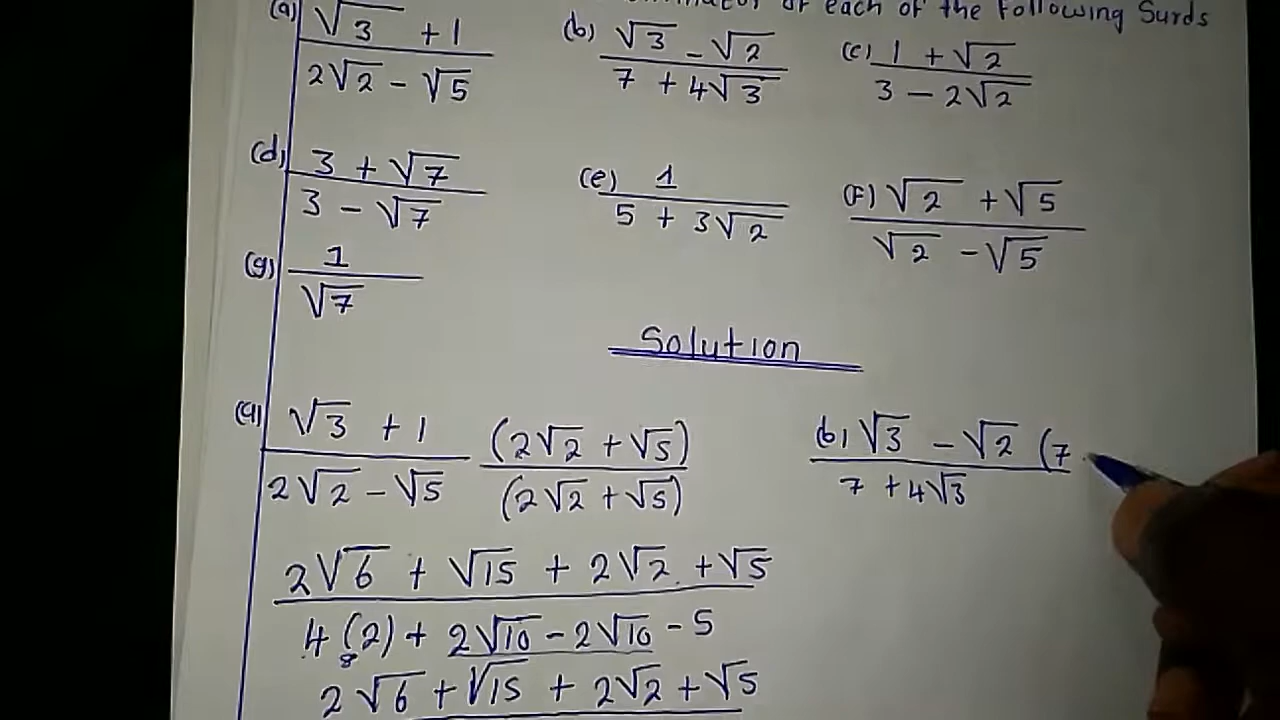 of each of the Following Surds
(a) √3 + 1 / 2√2 - √5 (b) √3 - √2 / 7 + 4√3 (c) 1 + √2 / 3 - 2√2
(d) 3 + √7 / 3 - √7 (e) 1 / 5 + 3√2 (F) √2 + √5 / √2 - √5
(g) 1 / √7
Solution
(a) √3 + 1 / 2√2 - √5 (2√2 + √5) / (2√2 + √5) (b) √3 - √2 (7 / 7 + 4√3
2√6 + √15 + 2√2 + √5
4(2) + 2√10 - 2√10 - 5
8
2√6 + √15 + 2√2 + √5